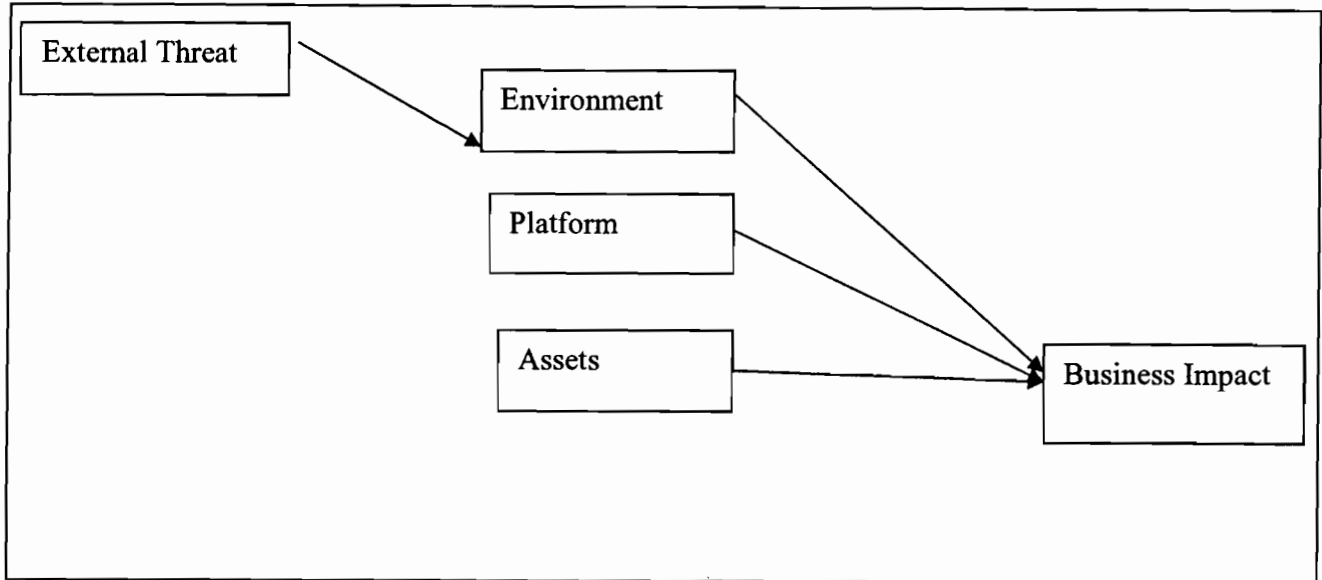 External Threat
Environment
Platform
Assets
Business Impact